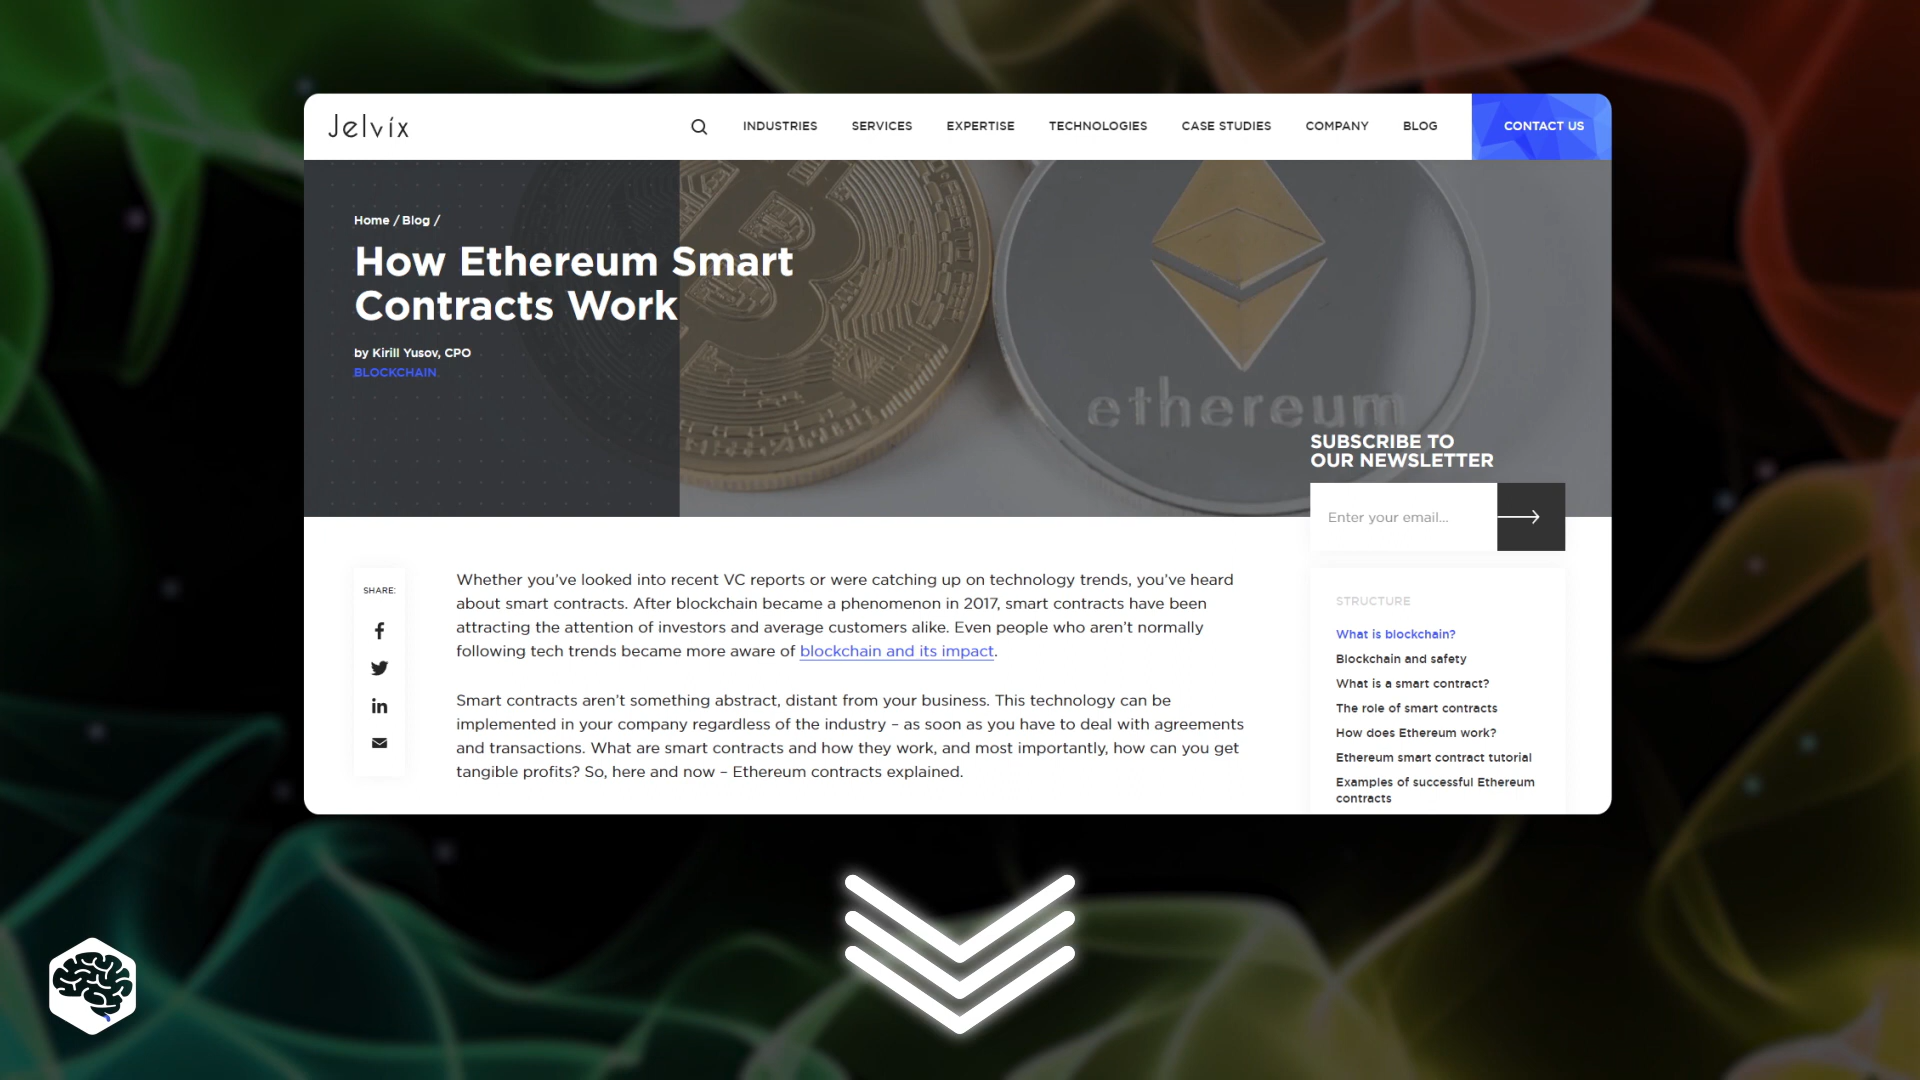 Jelvix
INDUSTRIES
SERVICES
EXPERTISE
TECHNOLOGIES
CASE STUDIES
COMPANY
BLOG
CONTACT US
Home / Blog /
How Ethereum Smart
Contracts Work
by Kirill Yusov, CPO
BLOCKCHAIN
ethereum
SUBSCRIBE TO
OUR NEWSLETTER
Enter your email...
SHARE:
Whether you’ve looked into recent VC reports or were catching up on technology trends, you’ve heard
about smart contracts. After blockchain became a phenomenon in 2017, smart contracts have been
attracting the attention of investors and average customers alike. Even people who aren’t normally
following tech trends became more aware of blockchain and its impact.
Smart contracts aren’t something abstract, distant from your business. This technology can be
implemented in your company regardless of the industry – as soon as you have to deal with agreements
and transactions. What are smart contracts and how they work, and most importantly, how can you get
tangible profits? So, here and now – Ethereum contracts explained.
STRUCTURE
What is blockchain?
Blockchain and safety
What is a smart contract?
The role of smart contracts
How does Ethereum work?
Ethereum smart contract tutorial
Examples of successful Ethereum
contracts